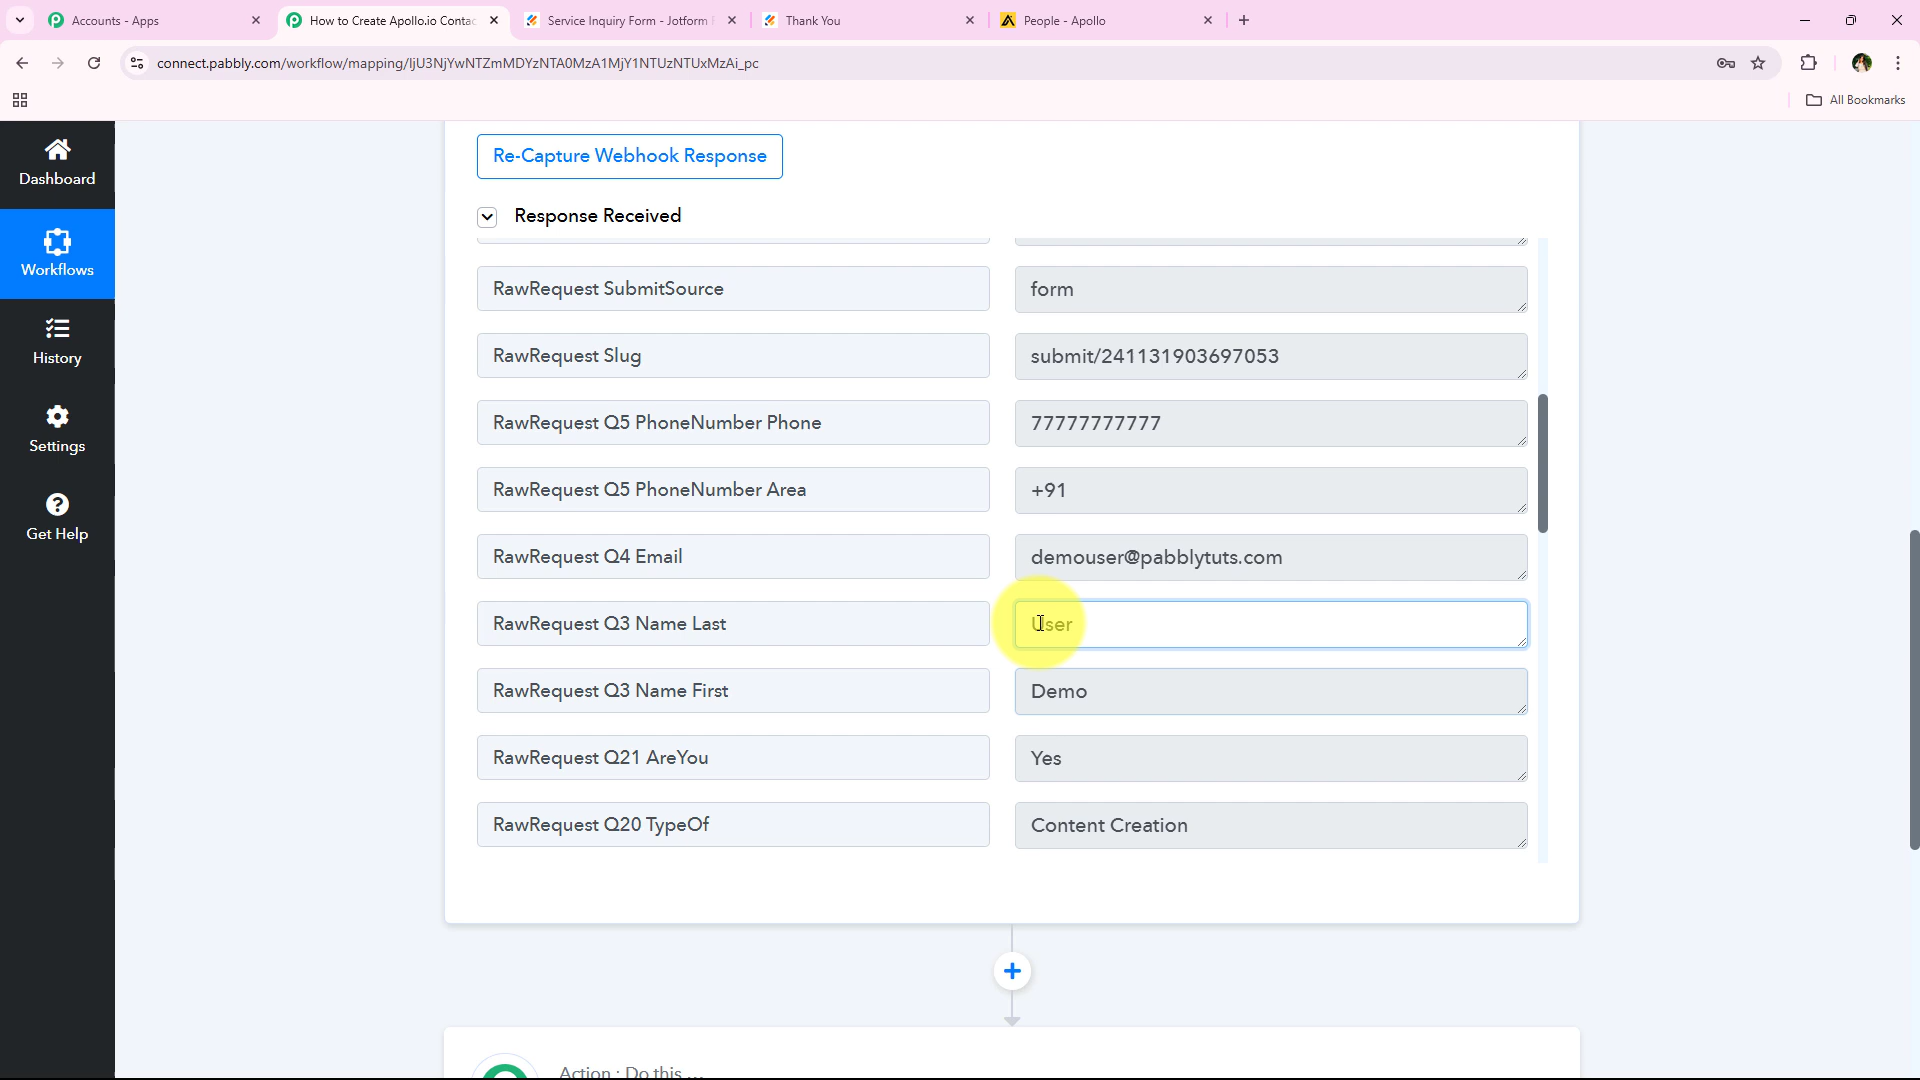 Accounts - Apps
How to Create Apollo.io Contac
Service Inquiry Form - Jotform
Thank You
People - Apollo
connect.pabbly.com/workflow/mapping/IjU3NjYwNTZmMDYzNTA0MzA1MjY1NTUzNTUxMzAi_pc
All Bookmarks
Dashboard
Workflows
History
Settings
Get Help
Re-Capture Webhook Response
Response Received
RawRequest SubmitSource form
RawRequest Slug submit/241131903697053
RawRequest Q5 PhoneNumber Phone 77777777777
RawRequest Q5 PhoneNumber Area +91
RawRequest Q4 Email demouser@pabblytuts.com
RawRequest Q3 Name Last User
RawRequest Q3 Name First Demo
RawRequest Q21 AreYou Yes
RawRequest Q20 TypeOf Content Creation
Action : Do this ...